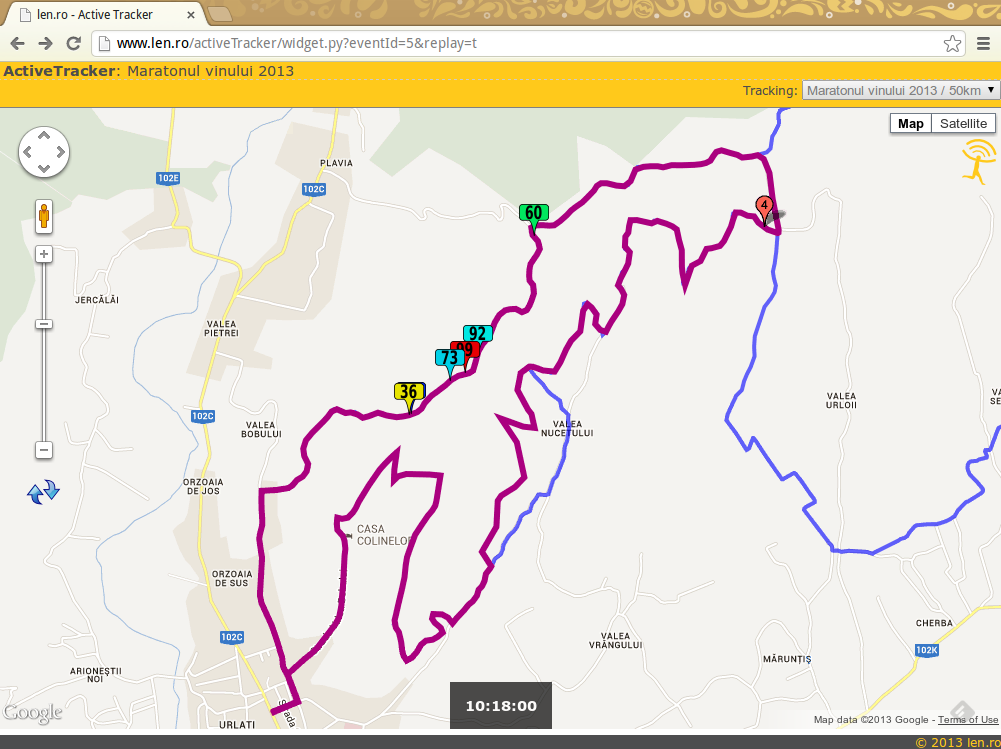 len.ro - Active Tracker
www.len.ro/activeTracker/widget.py?eventId=5&replay=t
ActiveTracker: Maratonul vinului 2013
Tracking: Maratonul vinului 2013 / 50km
Map Satellite
PLAVIA
102E
102C
4
60
JERCĂLĂI
VALEA
PIETREI
92
99
73
36
VALEA
URLOII
VA
SE
102C
VALEA
BOBULUI
VALEA
NUCETULUI
ORZOAIA
DE JOS
CASA
COLINELOR
ORZOAIA
DE SUS
CHERBA
102C
VALEA
VRÂNGULUI
102K
MĂRUNȚIȘ
ARIONEȘTII
NOI
Strada
10:18:00
Google
URLATI
Map data ©2013 Google - Terms of Use
© 2013 len.ro